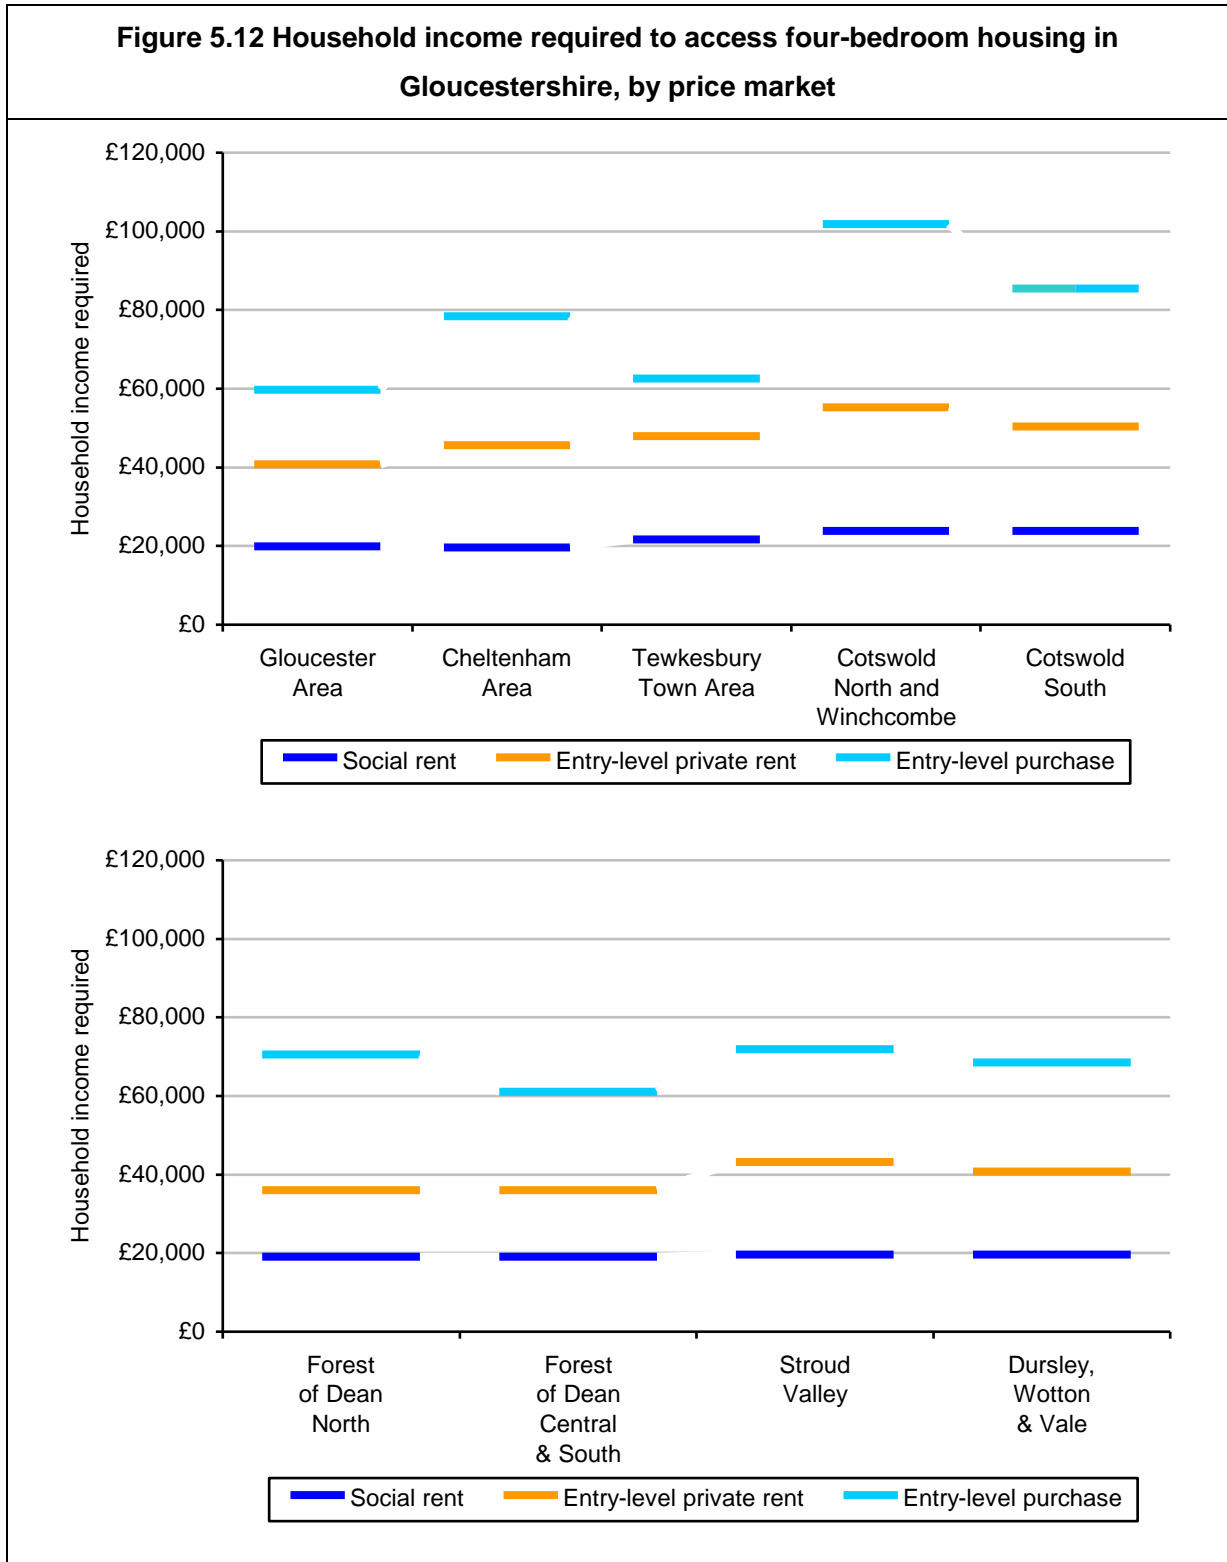 Figure 5.12 Household income required to access four-bedroom housing in
Gloucestershire, by price market
Household income required
£120,000
£100,000
£80,000
£60,000
£40,000
£20,000
£0
Gloucester
Area
Cheltenham
Area
Tewkesbury
Town Area
Cotswold
North and
Winchcombe
Cotswold
South
Social rent
Entry-level private rent
Entry-level purchase
Household income required
£120,000
£100,000
£80,000
£60,000
£40,000
£20,000
£0
Forest
of Dean
North
Forest
of Dean
Central
& South
Stroud
Valley
Dursley,
Wotton
& Vale
Social rent
Entry-level private rent
Entry-level purchase